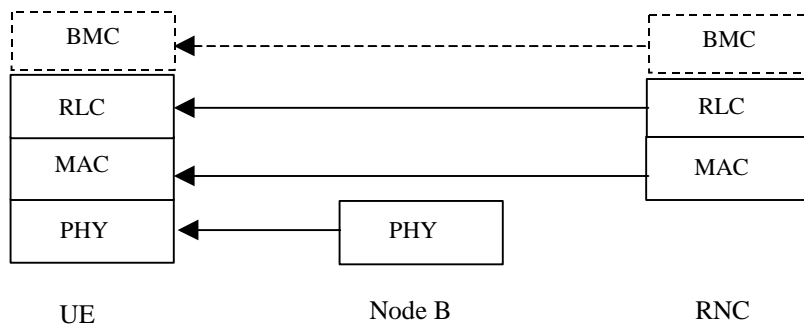 BMC BMC
RLC RLC
MAC MAC
PHY PHY
UE Node B RNC